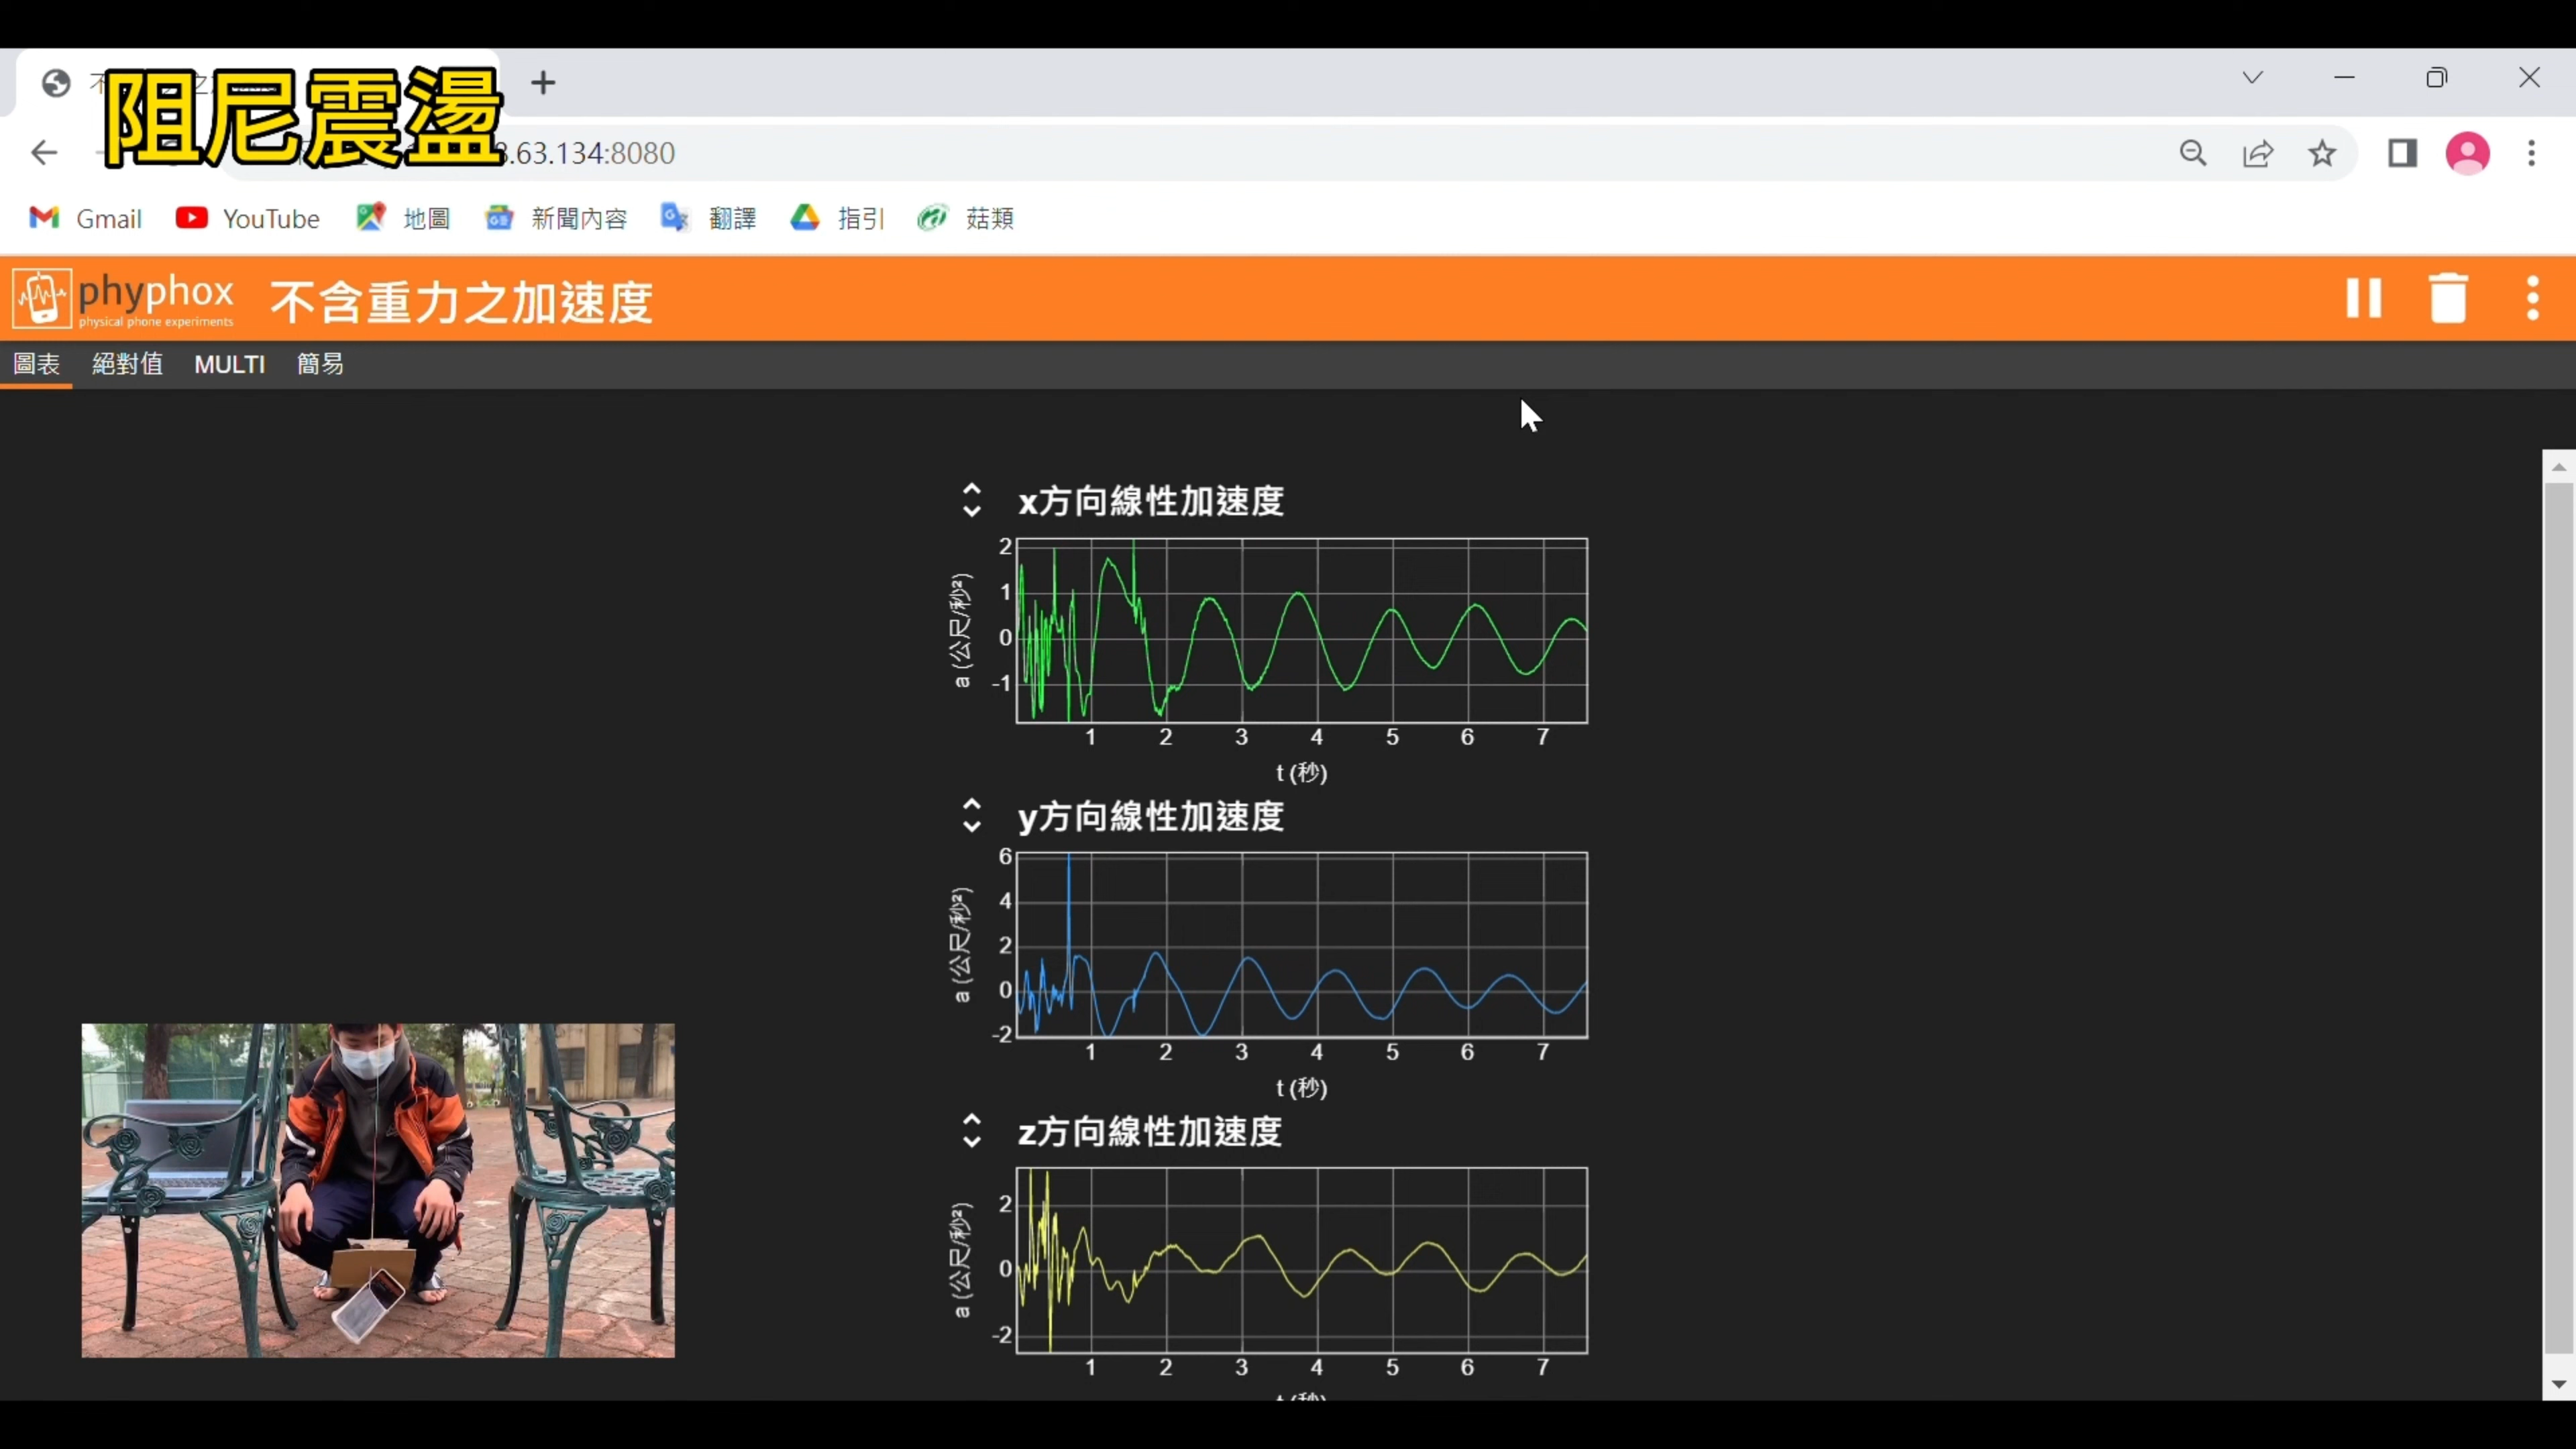 阻尼震盪
.63.134:8080
Gmail YouTube 地圖 新聞內容 翻譯 指引 菇類
phyphox 不含重力之加速度
physical phone experiments
圖表 絕對值 MULTI 簡易
x方向線性加速度
a (公尺/秒²)
2
1
0
-1
1 2 3 4 5 6 7
t (秒)
y方向線性加速度
a (公尺/秒²)
6
4
2
0
-2
1 2 3 4 5 6 7
t (秒)
z方向線性加速度
a (公尺/秒²)
2
0
-2
1 2 3 4 5 6 7